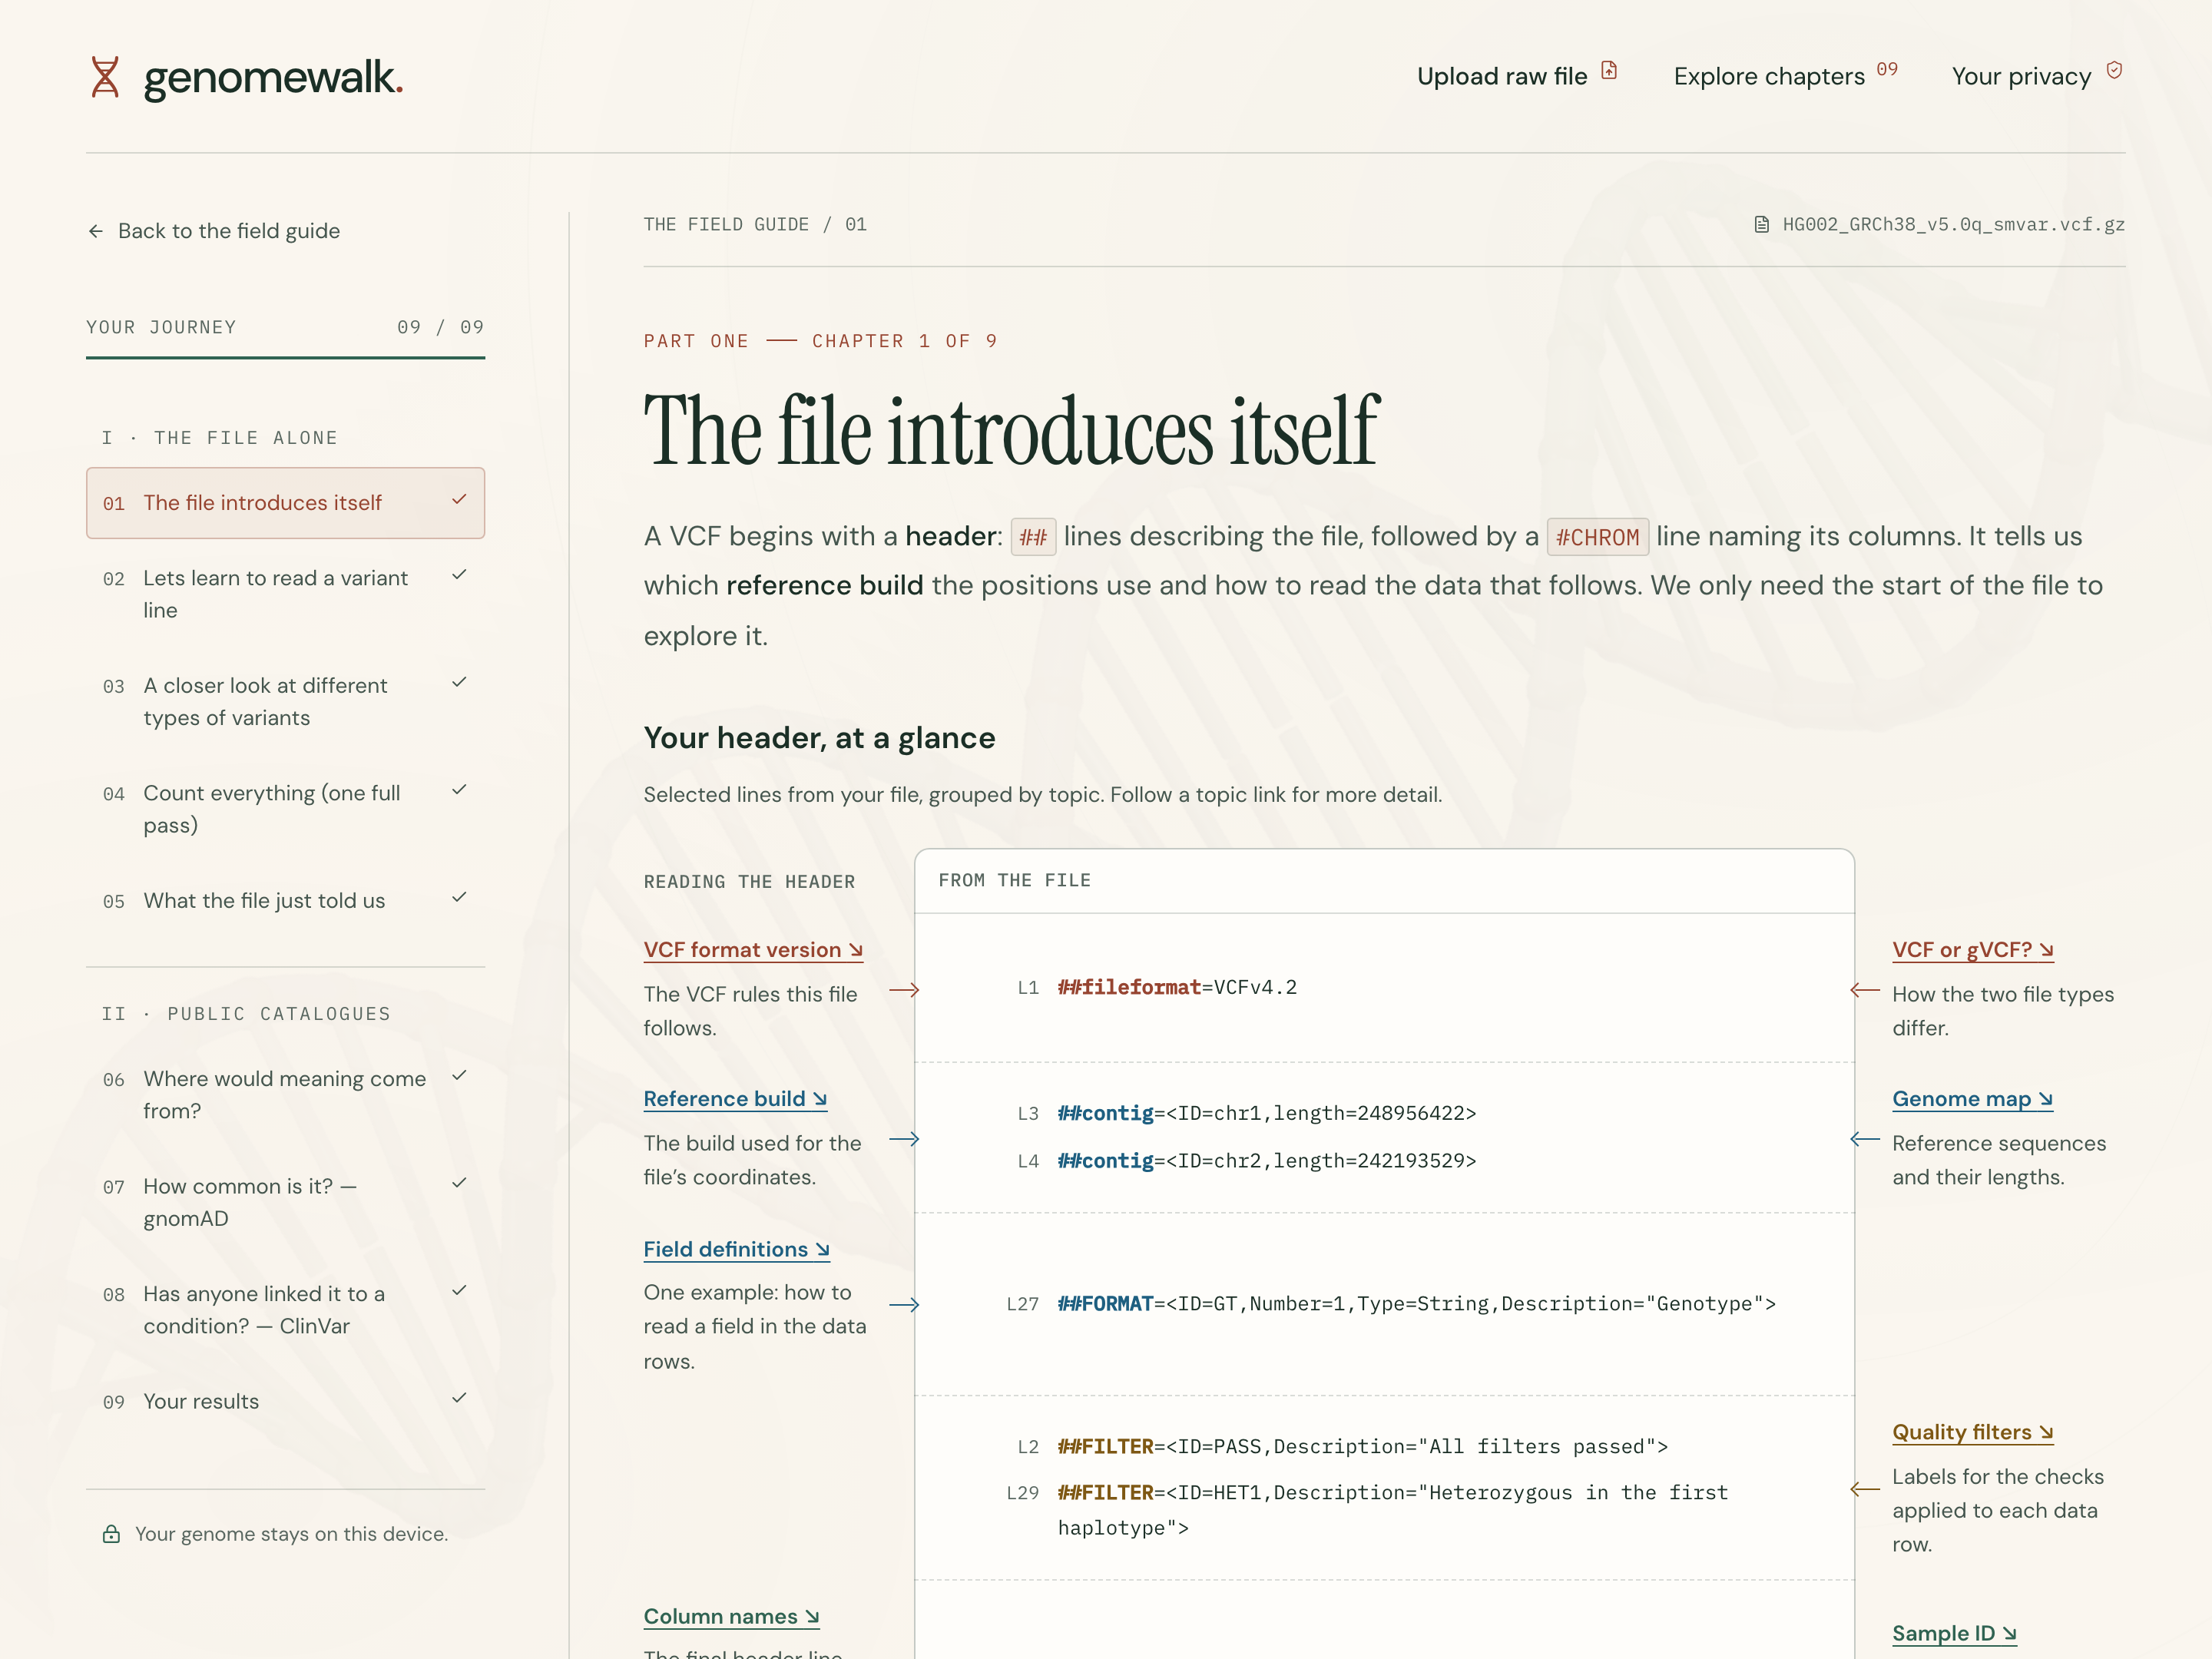 genomewalk.
Upload raw file
Explore chapters 09
Your privacy
← Back to the field guide
YOUR JOURNEY 09 / 09
I · THE FILE ALONE
01 The file introduces itself ✓
02 Lets learn to read a variant ✓
line
03 A closer look at different ✓
types of variants
04 Count everything (one full ✓
pass)
05 What the file just told us ✓
II · PUBLIC CATALOGUES
06 Where would meaning come ✓
from?
07 How common is it? — ✓
gnomAD
08 Has anyone linked it to a ✓
condition? — ClinVar
09 Your results ✓
Your genome stays on this device.
THE FIELD GUIDE / 01
HG002_GRCh38_v5.0q_smvar.vcf.gz
PART ONE — CHAPTER 1 OF 9
The file introduces itself
A VCF begins with a header: ## lines describing the file, followed by a #CHROM line naming its columns. It tells us
which reference build the positions use and how to read the data that follows. We only need the start of the file to
explore it.
Your header, at a glance
Selected lines from your file, grouped by topic. Follow a topic link for more detail.
READING THE HEADER
FROM THE FILE
VCF format version ↘
The VCF rules this file
follows.
L1 ##fileformat=VCFv4.2
VCF or gVCF? ↘
How the two file types
differ.
Reference build ↘
The build used for the
file’s coordinates.
L3 ##contig=<ID=chr1,length=248956422>
L4 ##contig=<ID=chr2,length=242193529>
Genome map ↘
Reference sequences
and their lengths.
Field definitions ↘
One example: how to
read a field in the data
rows.
L27 ##FORMAT=<ID=GT,Number=1,Type=String,Description="Genotype">
L2 ##FILTER=<ID=PASS,Description="All filters passed">
L29 ##FILTER=<ID=HET1,Description="Heterozygous in the first
haplotype">
Quality filters ↘
Labels for the checks
applied to each data
row.
Column names ↘
The final header line
Sample ID ↘